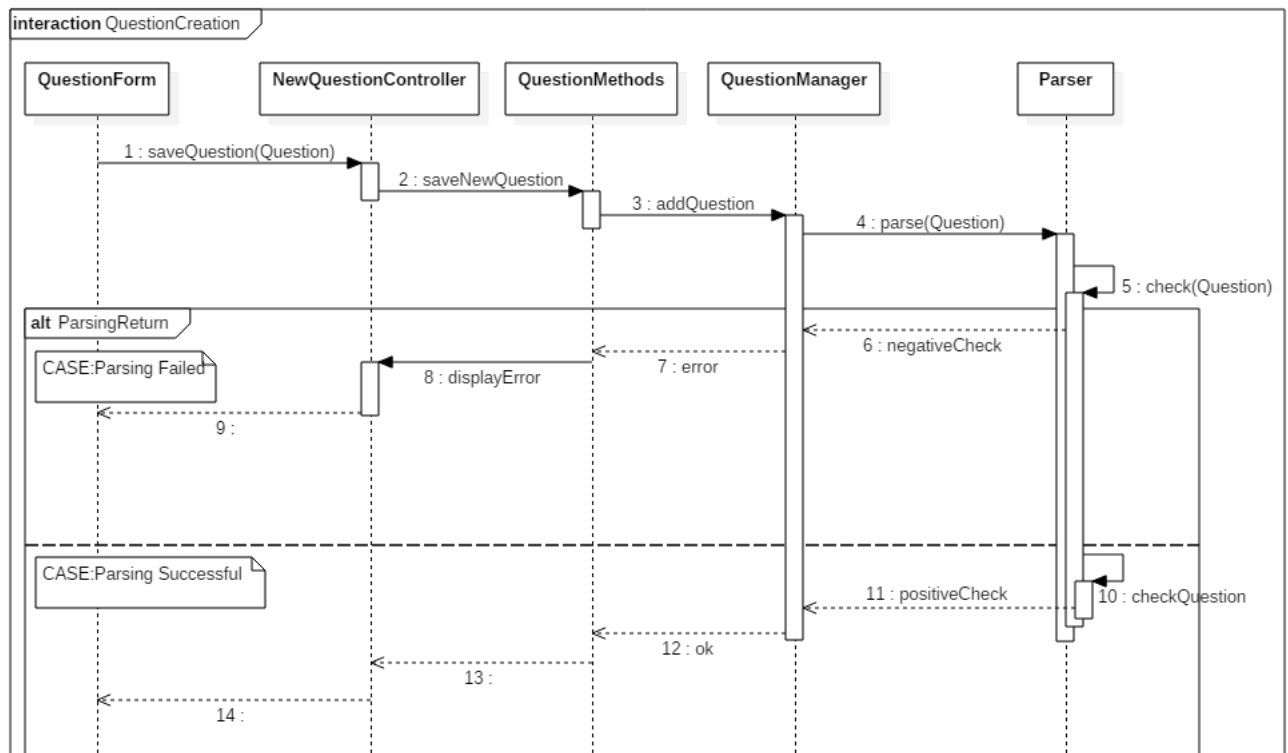 interaction QuestionCreation
QuestionForm
NewQuestionController
QuestionMethods
QuestionManager
Parser
1 : saveQuestion(Question)
2 : saveNewQuestion
3 : addQuestion
4 : parse(Question)
5 : check(Question)
alt ParsingReturn
6 : negativeCheck
CASE:Parsing Failed
7 : error
8 : displayError
9 :
CASE:Parsing Successful
10 : checkQuestion
11 : positiveCheck
12 : ok
13 :
14 :